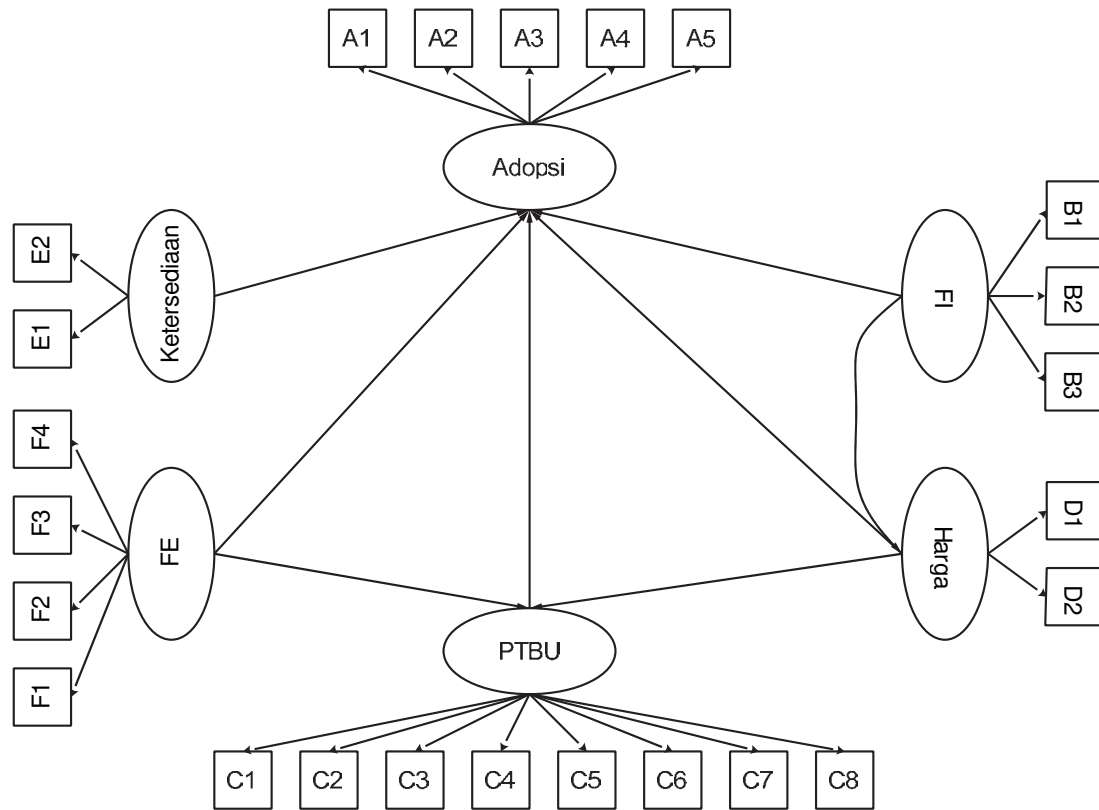 A1
A2
A3
A4
A5
Adopsi
Ketersediaan
E2
E1
FI
B1
B2
B3
F4
F3
F2
F1
FE
Harga
D1
D2
PTBU
C1
C2
C3
C4
C5
C6
C7
C8